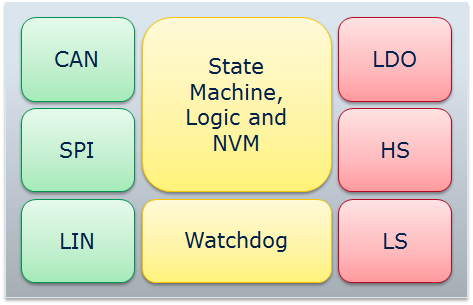 CAN
State
Machine,
Logic and
NVM
LDO
SPI
HS
LIN
Watchdog
LS